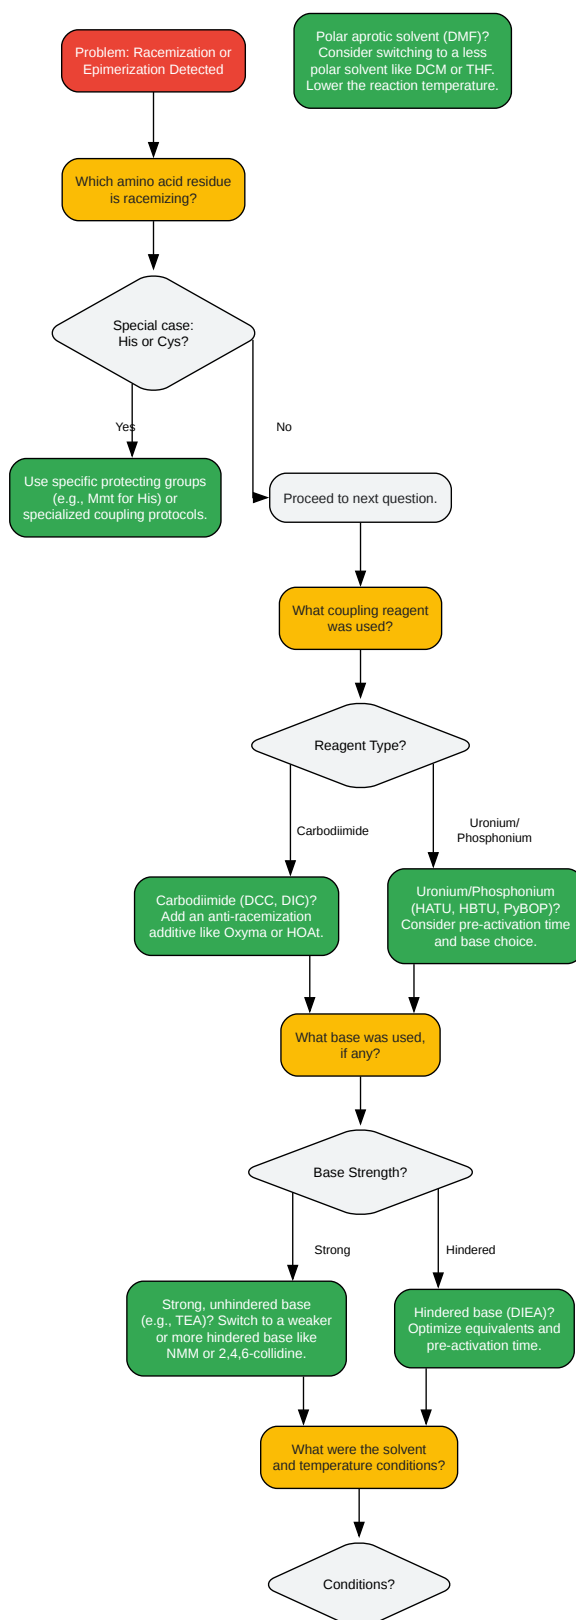 Problem: Racemization or
Epimerization Detected
Polar aprotic solvent (DMF)?
Consider switching to a less
polar solvent like DCM or THF.
Lower the reaction temperature.
Which amino acid residue
is racemizing?
Special case:
His or Cys?
Yes
No
Use specific protecting groups
(e.g., Mmt for His) or
specialized coupling protocols.
Proceed to next question.
What coupling reagent
was used?
Reagent Type?
Carbodiimide
Uronium/
Phosphonium
Carbodiimide (DCC, DIC)?
Add an anti-racemization
additive like Oxyma or HOAt.
Uronium/Phosphonium
(HATU, HBTU, PyBOP)?
Consider pre-activation time
and base choice.
What base was used,
if any?
Base Strength?
Strong
Hindered
Strong, unhindered base
(e.g., TEA)? Switch to a weaker
or more hindered base like
NMM or 2,4,6-collidine.
Hindered base (DIEA)?
Optimize equivalents and
pre-activation time.
What were the solvent
and temperature conditions?
Conditions?